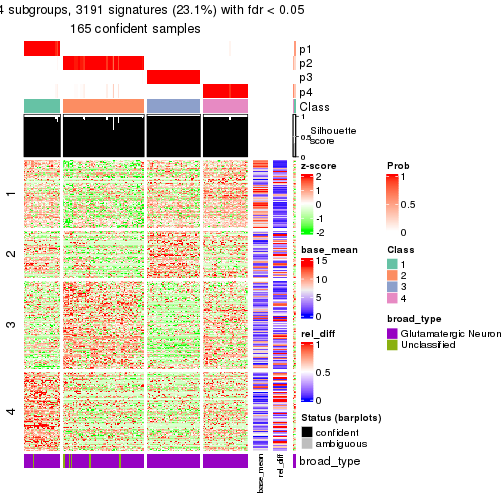 4 subgroups, 3191 signatures (23.1%) with fdr < 0.05
165 confident samples
p1
p2
p3
p4
Class
1
0.5
0
Silhouette
score
1
2
3
4
z-score
2
1
0
-1
-2
base_mean
15
10
5
0
rel_diff
1
0.5
0
Status (barplots)
confident
ambiguous
Prob
1
0.5
0
Class
1
2
3
4
broad_type
Glutamatergic Neuron
Unclassified
broad_type
base_mean
rel_diff